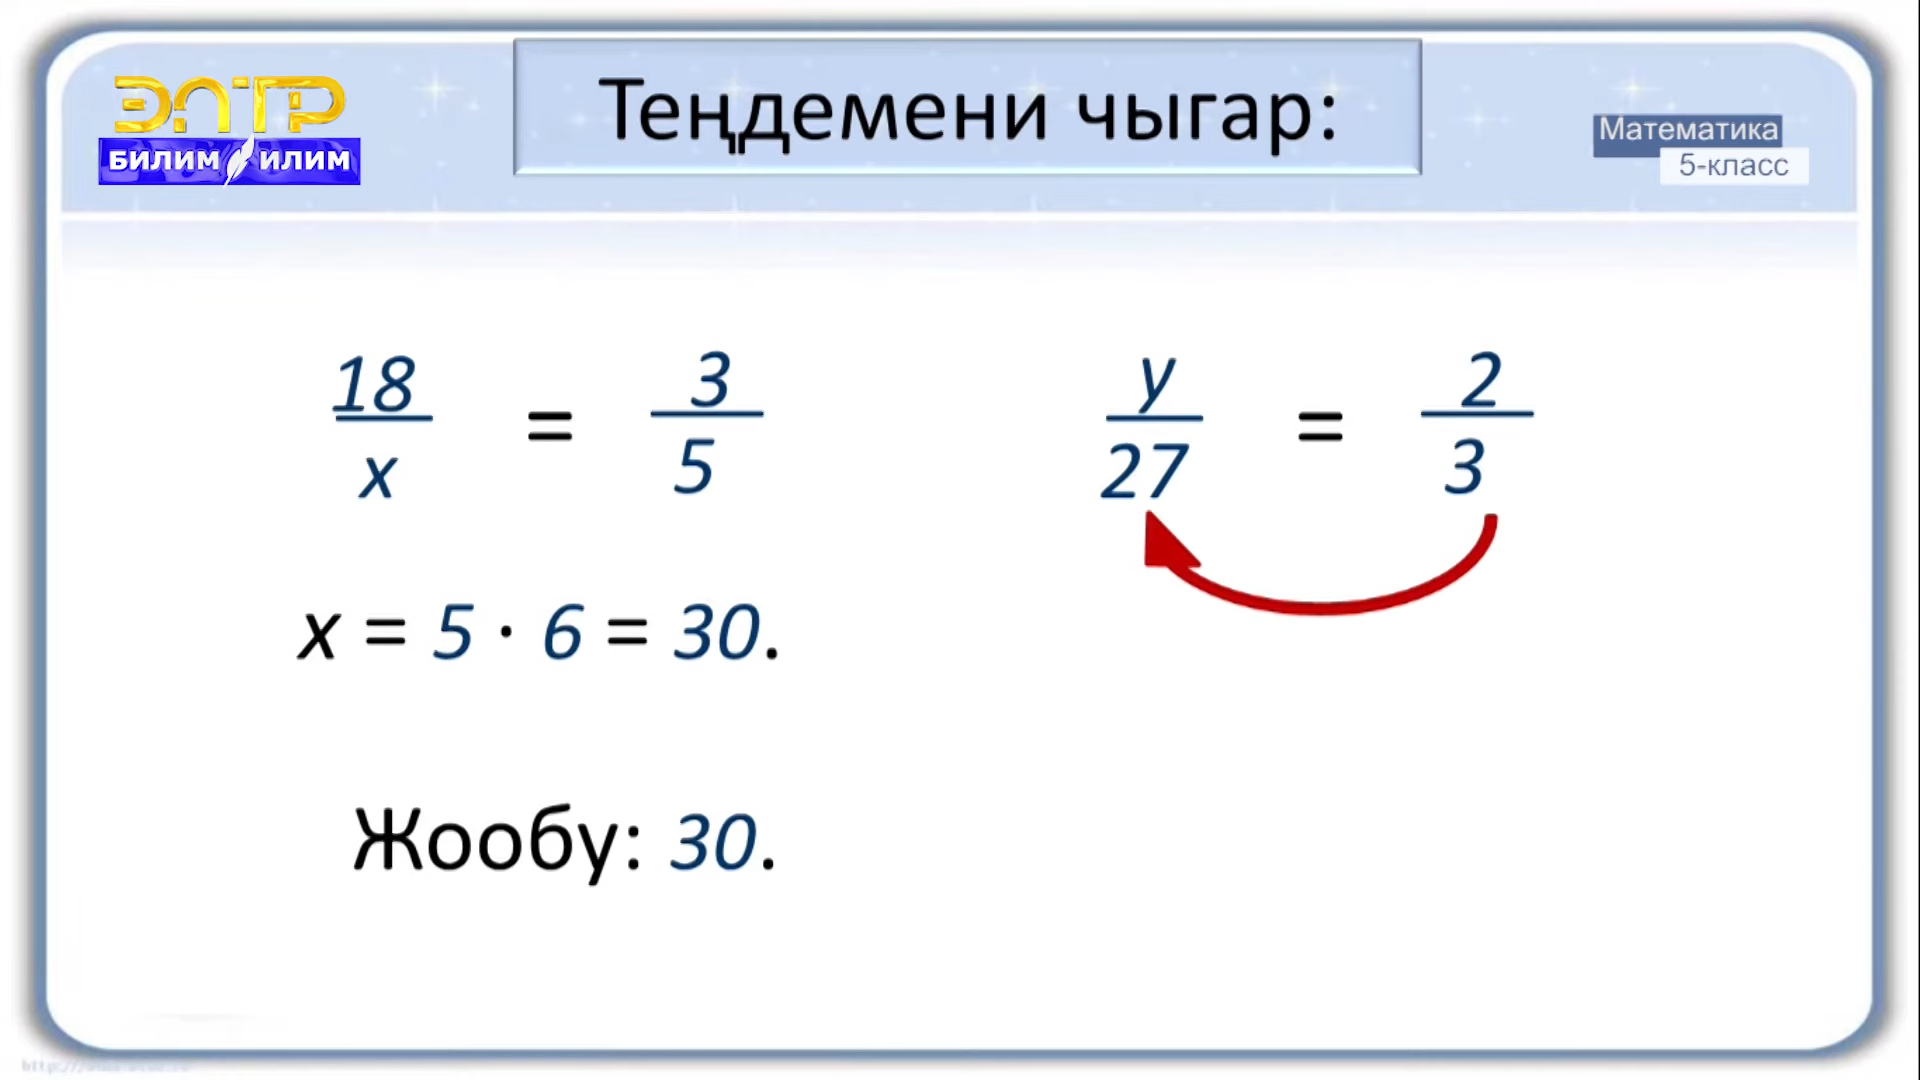 ЭЛТР
БИЛИМ ИЛИМ
Теңдемени чыгар:
Математика
5-класс
18/x = 3/5
y/27 = 2/3
x = 5 · 6 = 30.
Жообу: 30.